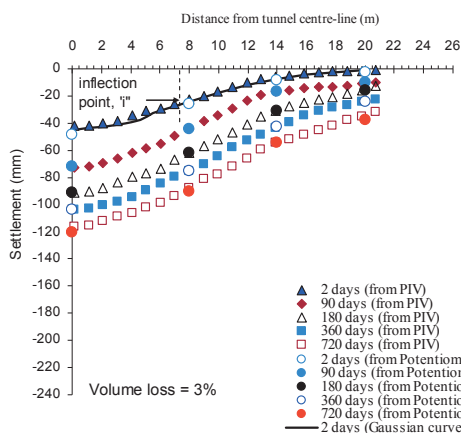 Distance from tunnel centre-line (m)
0 2 4 6 8 10 12 14 16 18 20 22 24 26
0
-20
-40
-60
-80
-100
-120
-140
-160
-180
-200
-220
-240
Settlement (mm)
inflection
point, "i"
Volume loss = 3%
2 days (from PIV)
90 days (from PIV)
180 days (from PIV)
360 days (from PIV)
720 days (from PIV)
2 days (from Potentiom
90 days (from Potentiom
180 days (from Potentio
360 days (from Potentio
720 days (from Potentio
2 days (Gaussian curve